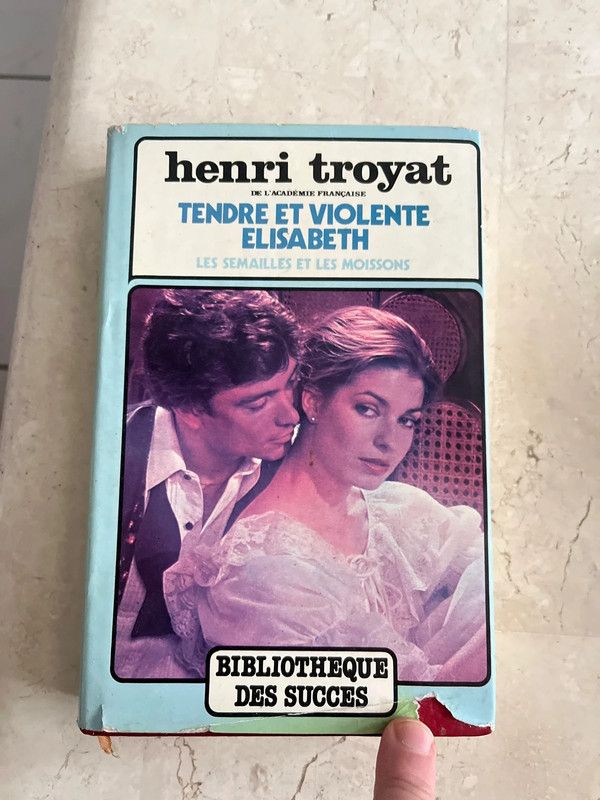 henri troyat
DE L'ACADÉMIE FRANÇAISE
TENDRE ET VIOLENTE
ELISABETH
LES SEMAILLES ET LES MOISSONS
BIBLIOTHEQUE
DES SUCCES